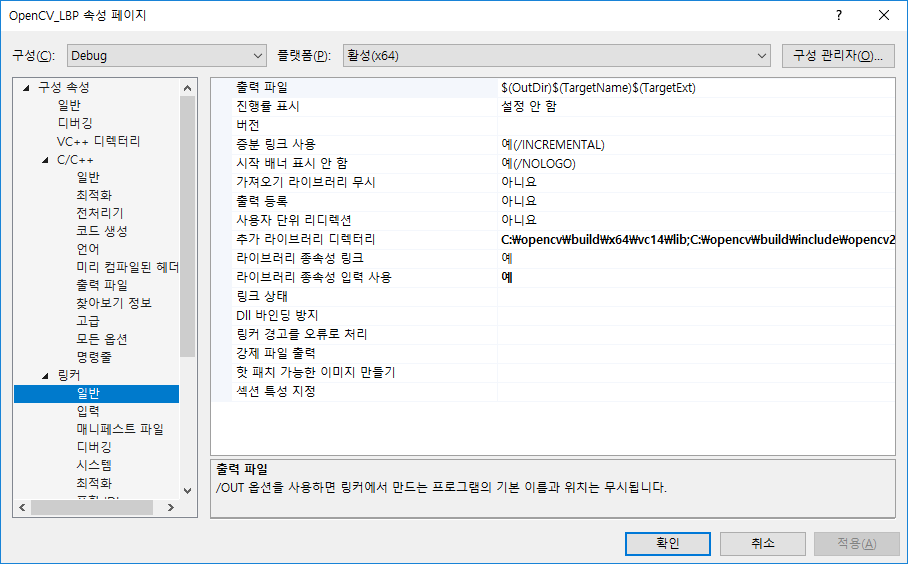 OpenCV_LBP 속성 페이지
구성(C): Debug 플랫폼(P): 활성(x64) 구성 관리자(O)...
구성 속성
일반
디버깅
VC++ 디렉터리
C/C++
일반
최적화
전처리기
코드 생성
언어
미리 컴파일된 헤더
출력 파일
찾아보기 정보
고급
모든 옵션
명령줄
링커
일반
입력
매니페스트 파일
디버깅
시스템
최적화
출력 파일 $(OutDir)$(TargetName)$(TargetExt)
진행률 표시 설정 안 함
버전
증분 링크 사용 예(/INCREMENTAL)
시작 배너 표시 안 함 예(/NOLOGO)
가져오기 라이브러리 무시 아니요
출력 등록 아니요
사용자 단위 리디렉션 아니요
추가 라이브러리 디렉터리 C:₩opencv₩build₩x64₩vc14₩lib;C:₩opencv₩build₩include₩opencv2
라이브러리 종속성 링크 예
라이브러리 종속성 입력 사용 예
링크 상태
Dll 바인딩 방지
링커 경고를 오류로 처리
강제 파일 출력
핫 패치 가능한 이미지 만들기
섹션 특성 지정
출력 파일
/OUT 옵션을 사용하면 링커에서 만드는 프로그램의 기본 이름과 위치는 무시됩니다.
확인 취소 적용(A)